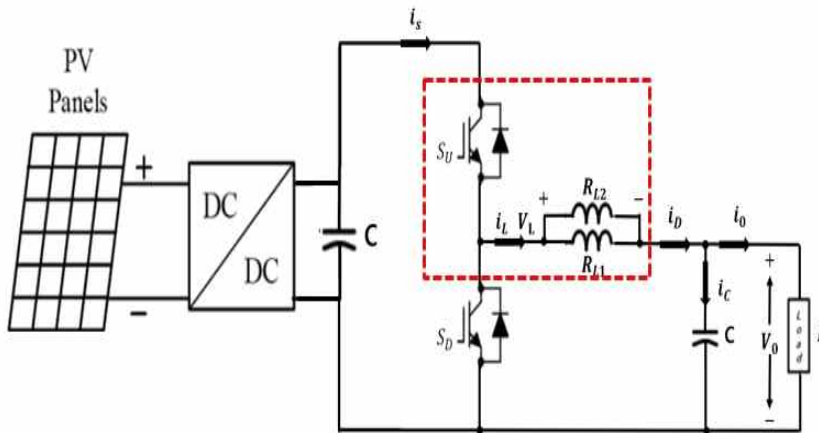 PV
Panels
+
−
DC
DC
C
i_s
S_U
S_D
i_L
V_L
+
−
R_L2
R_L1
i_D
i_0
i_C
C
+
V_0
−
Load